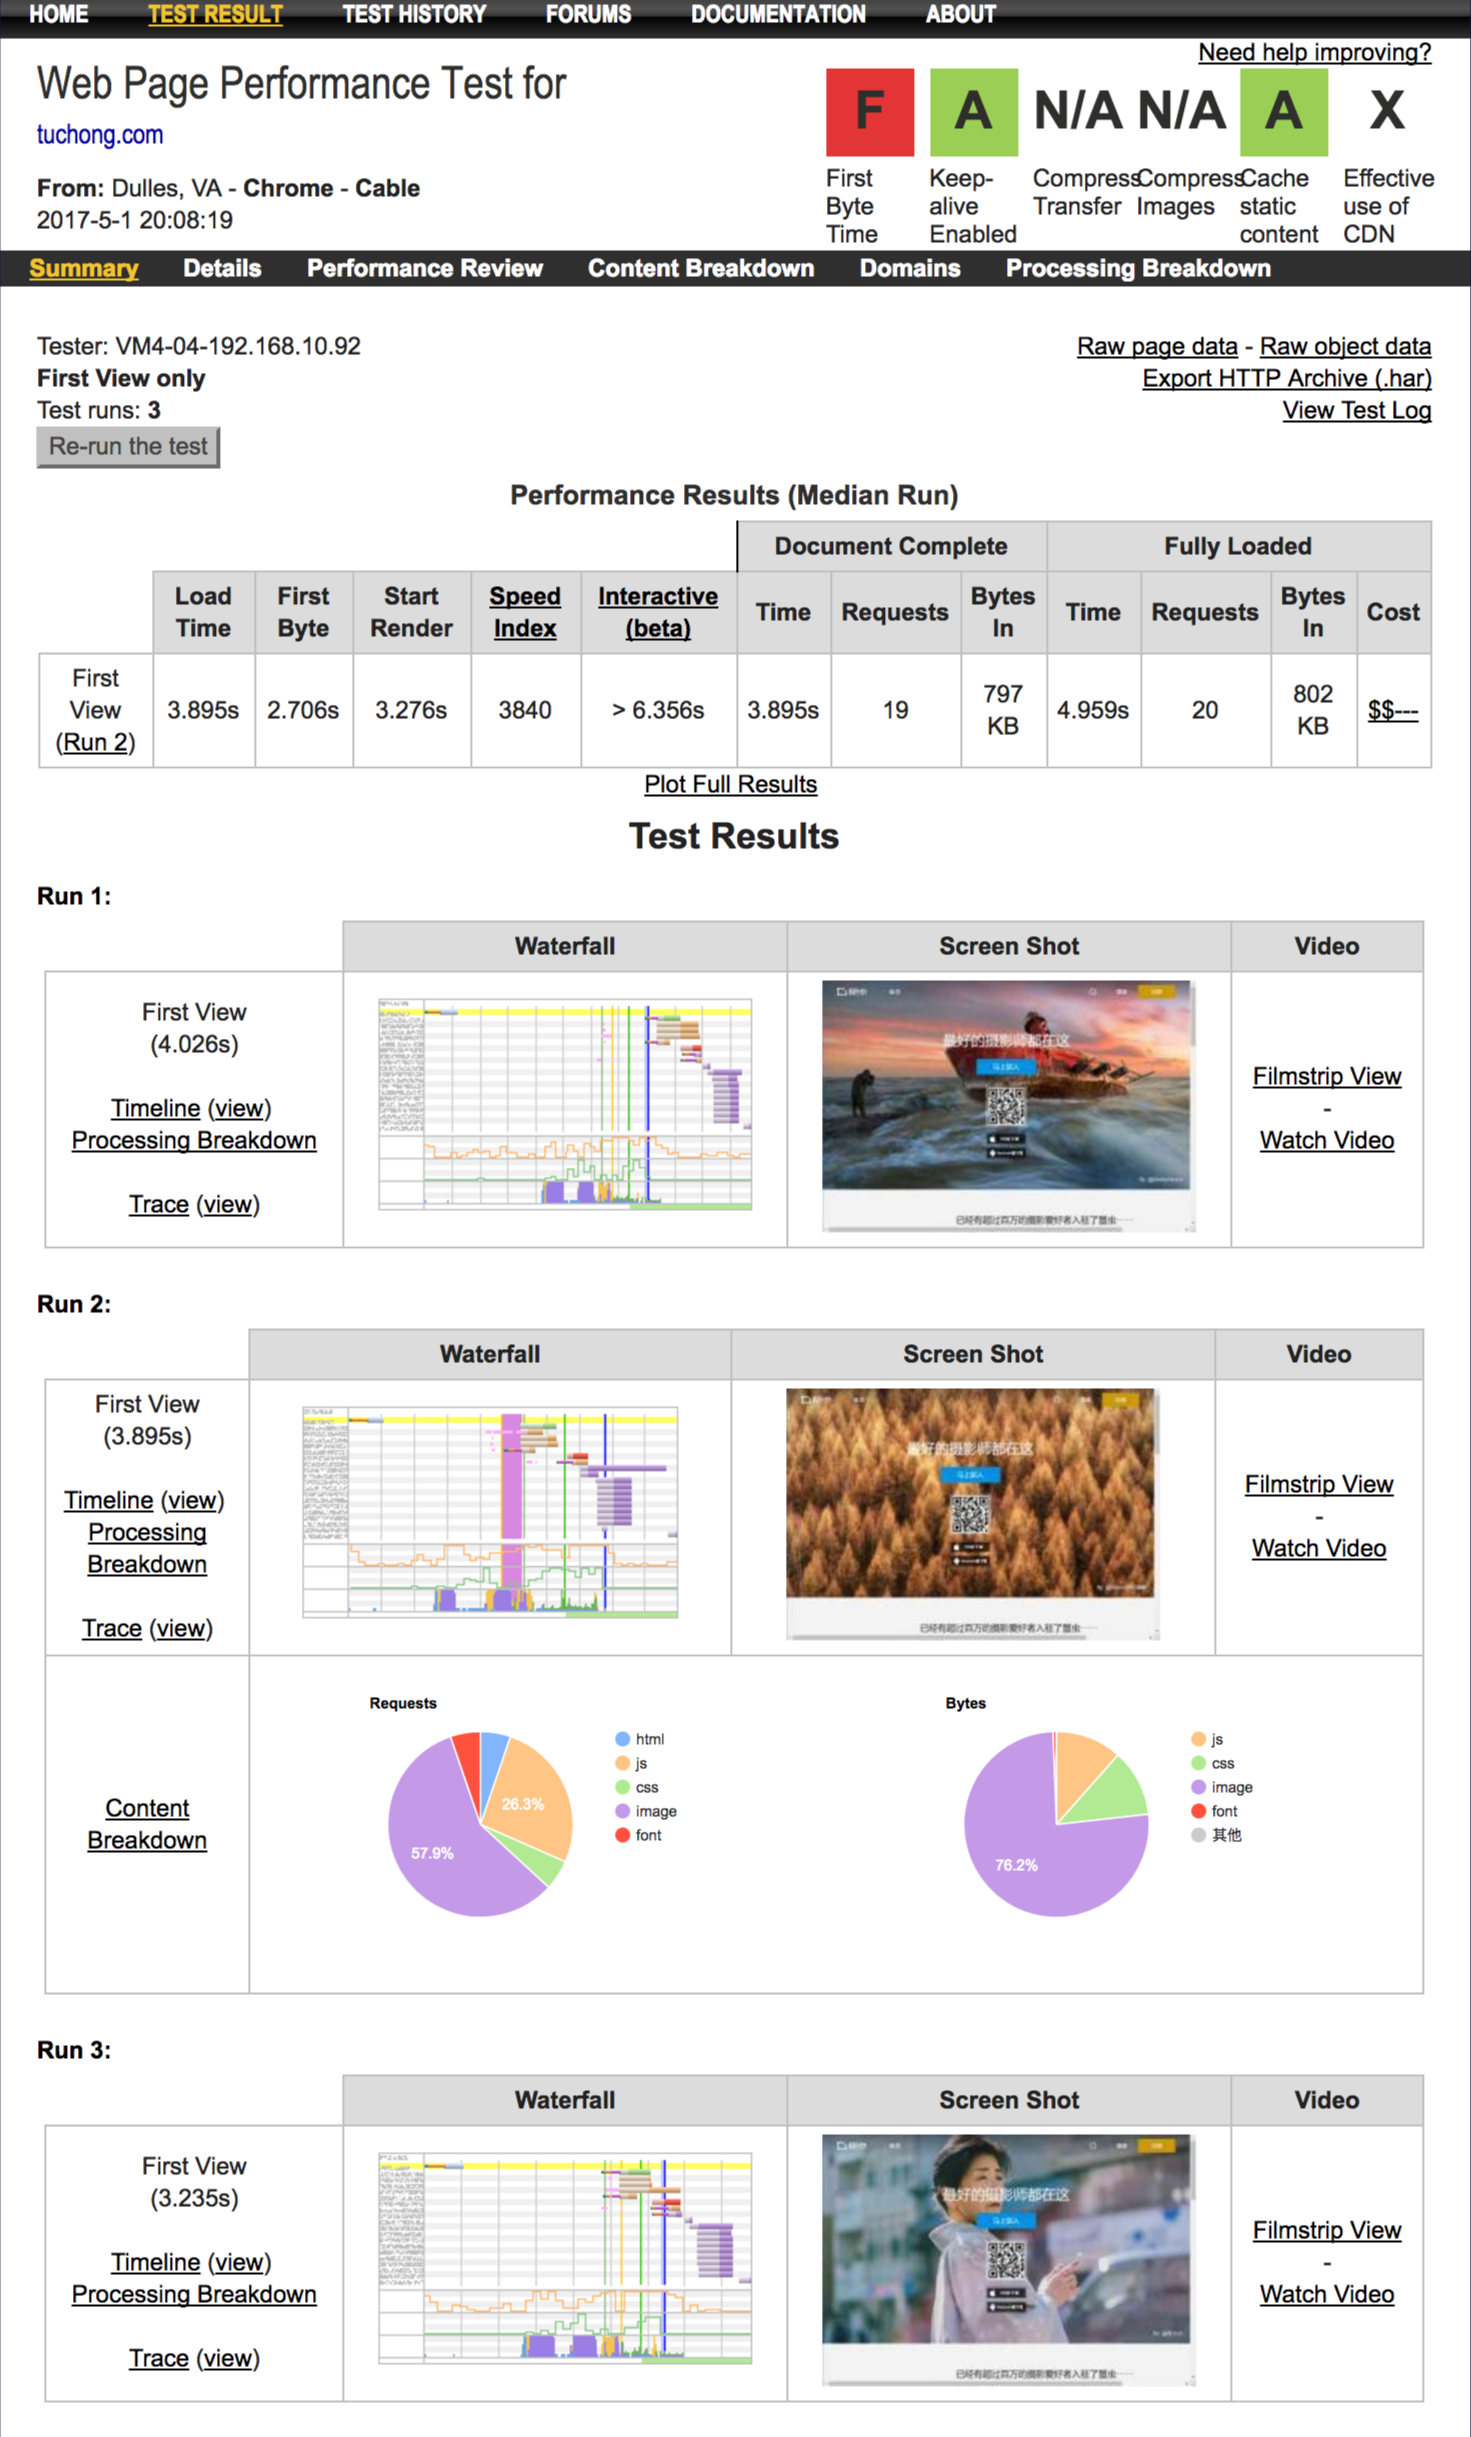 HOME TEST RESULT TEST HISTORY FORUMS DOCUMENTATION ABOUT
Need help improving?
Web Page Performance Test for
tuchong.com
From: Dulles, VA - Chrome - Cable
2017-5-1 20:08:19
F A N/A N/A A X
First Byte Time
Keep-alive Enabled
Compress Transfer
Compress Images
Cache static content
Effective use of CDN
Summary Details Performance Review Content Breakdown Domains Processing Breakdown
Tester: VM4-04-192.168.10.92
First View only
Test runs: 3
Re-run the test
Raw page data - Raw object data
Export HTTP Archive (.har)
View Test Log
Performance Results (Median Run)
Document Complete Fully Loaded
Load Time First Byte Start Render Speed Index Interactive (beta) Time Requests Bytes In Time Requests Bytes In Cost
First View (Run 2) 3.895s 2.706s 3.276s 3840 > 6.356s 3.895s 19 797 KB 4.959s 20 802 KB $$---
Plot Full Results
Test Results
Run 1:
Waterfall Screen Shot Video
First View
(4.026s)
Timeline (view)
Processing Breakdown
Trace (view)
最好的摄影师都在这
马上加入
已经有超过百万的摄影爱好者入驻了图虫……
Filmstrip View
-
Watch Video
Run 2:
Waterfall Screen Shot Video
First View
(3.895s)
Timeline (view)
Processing
Breakdown
Trace (view)
最好的摄影师都在这
马上加入
已经有超过百万的摄影爱好者入驻了图虫……
Filmstrip View
-
Watch Video
Content
Breakdown
Requests
26.3%
57.9%
html
js
css
image
font
Bytes
76.2%
js
css
image
font
其他
Run 3:
Waterfall Screen Shot Video
First View
(3.235s)
Timeline (view)
Processing Breakdown
Trace (view)
最好的摄影师都在这
马上加入
已经有超过百万的摄影爱好者入驻了图虫……
Filmstrip View
-
Watch Video